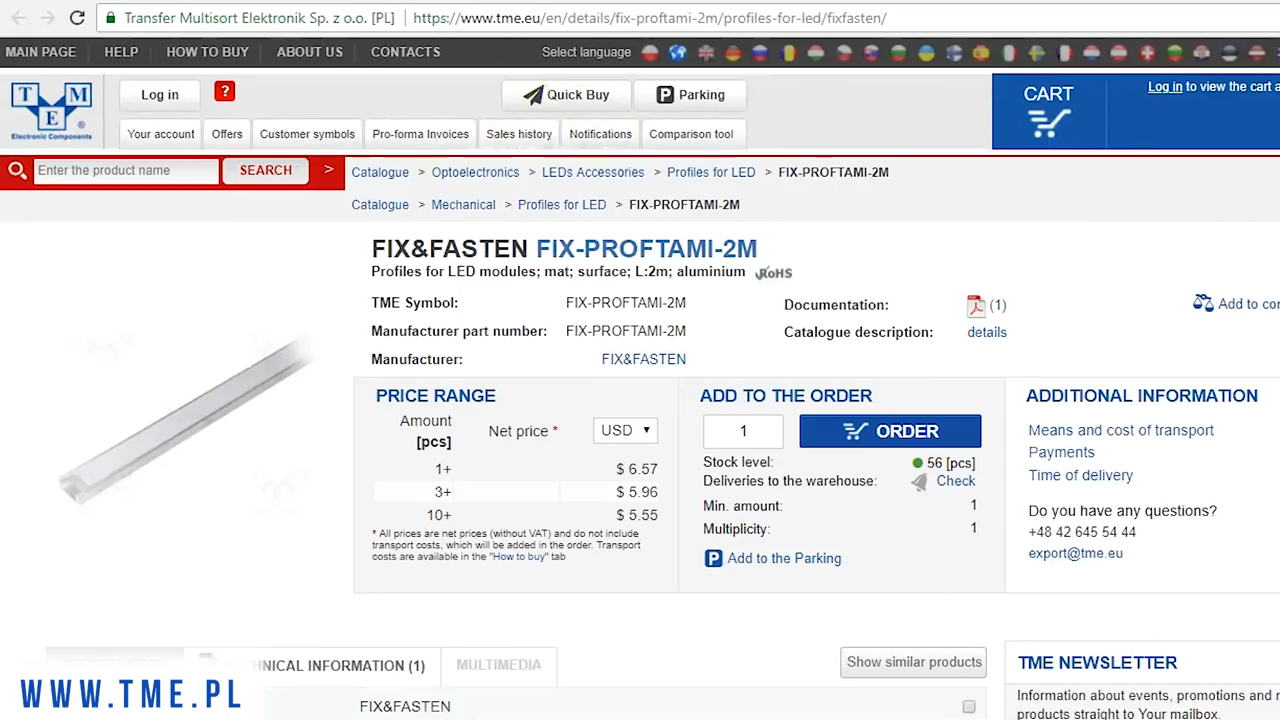 Transfer Multisort Elektronik Sp. z o.o. [PL] https://www.tme.eu/en/details/fix-proftami-2m/profiles-for-led/fixfasten/
MAIN PAGE HELP HOW TO BUY ABOUT US CONTACTS Select language
TME ® Electronic Components
Log in ? Quick Buy P Parking
CART Log in to view the cart a
Your account Offers Customer symbols Pro-forma Invoices Sales history Notifications Comparison tool
Enter the product name SEARCH >
Catalogue > Optoelectronics > LEDs Accessories > Profiles for LED > FIX-PROFTAMI-2M
Catalogue > Mechanical > Profiles for LED > FIX-PROFTAMI-2M
FIX&FASTEN FIX-PROFTAMI-2M
Profiles for LED modules; mat; surface; L:2m; aluminium RoHS
TME Symbol: FIX-PROFTAMI-2M
Manufacturer part number: FIX-PROFTAMI-2M
Manufacturer: FIX&FASTEN
Documentation: (1)
Catalogue description: details
Add to cor
PRICE RANGE
Amount [pcs] Net price * USD
1+ $ 6.57
3+ $ 5.96
10+ $ 5.55
* All prices are net prices (without VAT) and do not include
transport costs, which will be added in the order. Transport
costs are available in the "How to buy" tab
ADD TO THE ORDER
1 ORDER
Stock level: 56 [pcs]
Deliveries to the warehouse: Check
Min. amount: 1
Multiplicity: 1
P Add to the Parking
ADDITIONAL INFORMATION
Means and cost of transport
Payments
Time of delivery
Do you have any questions?
+48 42 645 54 44
export@tme.eu
HNICAL INFORMATION (1) MULTIMEDIA
Show similar products
FIX&FASTEN
TME NEWSLETTER
Information about events, promotions and n
products straight to Your mailbox.
WWW.TME.PL